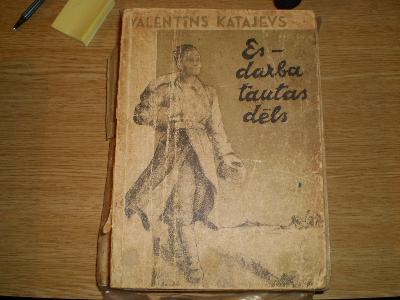 VALENTĪNS KATAJEVS
Es –
darba
tautas
dēls